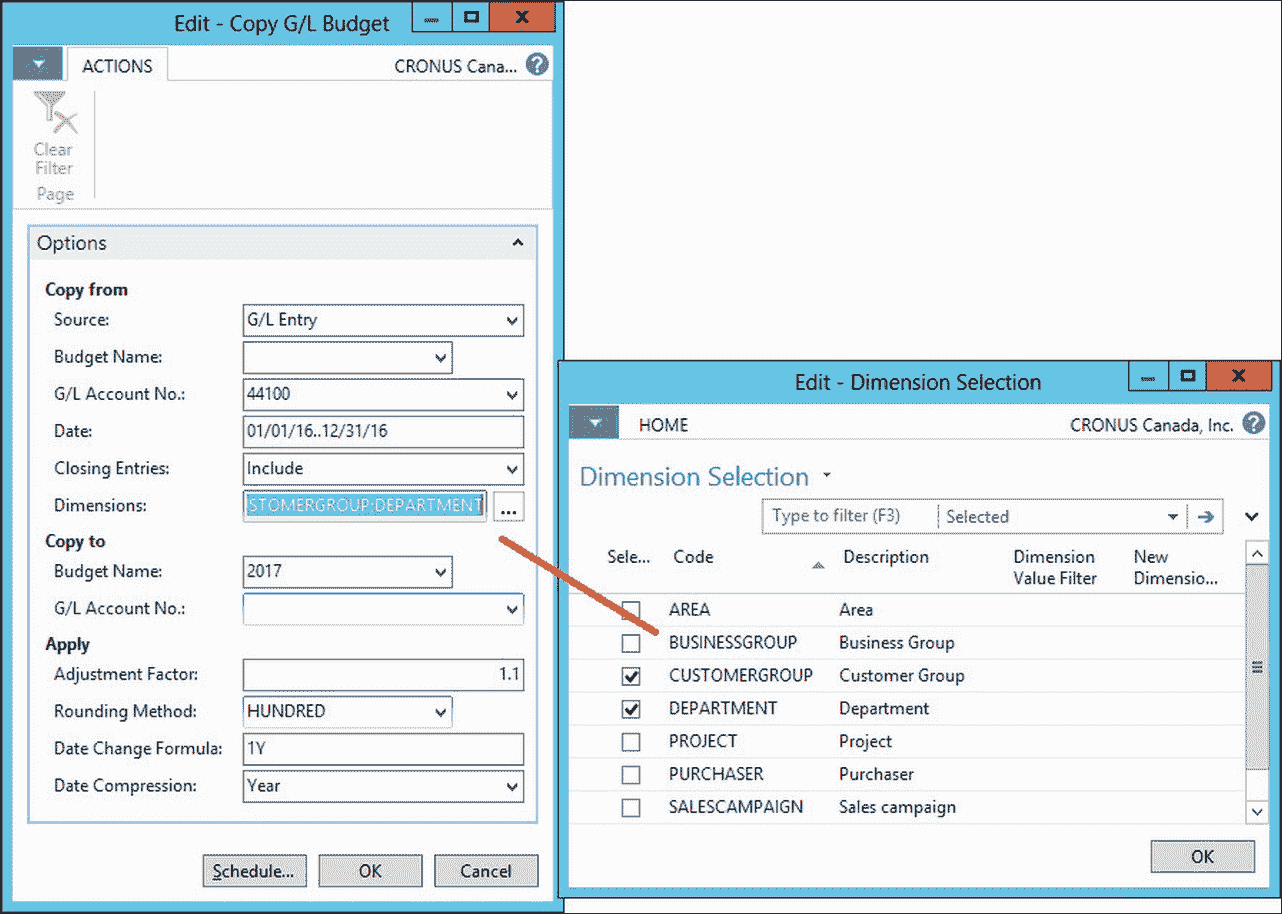 Edit - Copy G/L Budget
ACTIONS
CRONUS Cana...
Clear
Filter
Page
Options
Copy from
Source: G/L Entry
Budget Name:
G/L Account No.: 44100
Date: 01/01/16..12/31/16
Closing Entries: Include
Dimensions: STOMERGROUP;DEPARTMENT ...
Copy to
Budget Name: 2017
G/L Account No.:
Apply
Adjustment Factor: 1.1
Rounding Method: HUNDRED
Date Change Formula: 1Y
Date Compression: Year
Schedule... OK Cancel
Edit - Dimension Selection
HOME
CRONUS Canada, Inc.
Dimension Selection
Type to filter (F3) Selected
Sele... Code Description Dimension Value Filter New Dimensio...
AREA Area
BUSINESSGROUP Business Group
CUSTOMERGROUP Customer Group
DEPARTMENT Department
PROJECT Project
PURCHASER Purchaser
SALESCAMPAIGN Sales campaign
OK